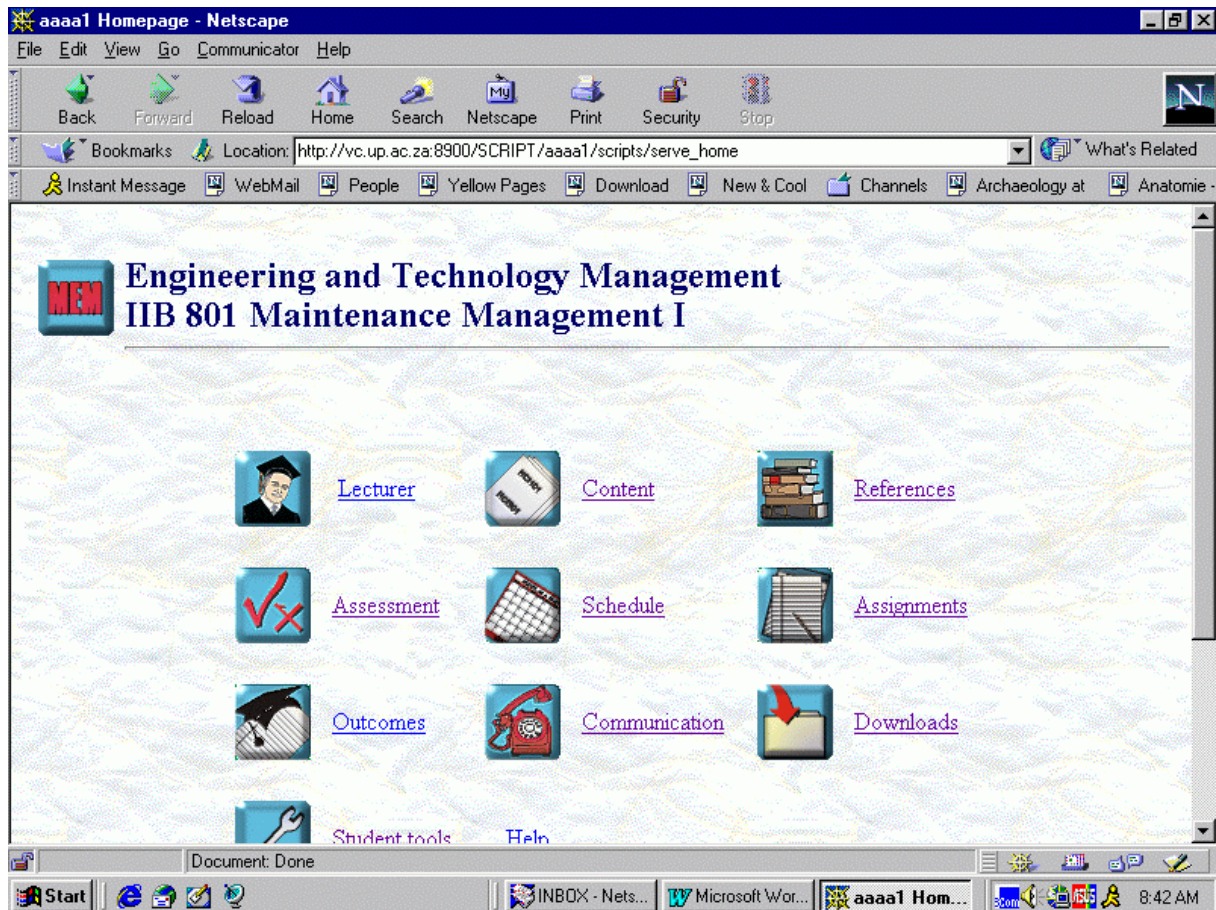 aaaa1 Homepage - Netscape
File Edit View Go Communicator Help
Back Forward Reload Home Search Netscape Print Security Stop
My
N
Bookmarks Location: http://vc.up.ac.za:8900/SCRIPT/aaaa1/scripts/serve_home What's Related
Instant Message WebMail People Yellow Pages Download New & Cool Channels Archaeology at Anatomie -
MEM
Engineering and Technology Management
IIB 801 Maintenance Management I
Lecturer Content References
Assessment Schedule Assignments
Outcomes Communication Downloads
Student tools Help
Document: Done
Start INBOX - Nets... Microsoft Wor... aaaa1 Hom... 3com 8:42 AM